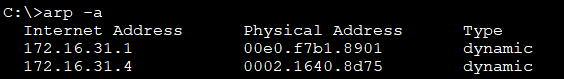 C:\>arp -a
Internet Address Physical Address Type
172.16.31.1 00e0.f7b1.8901 dynamic
172.16.31.4 0002.1640.8d75 dynamic